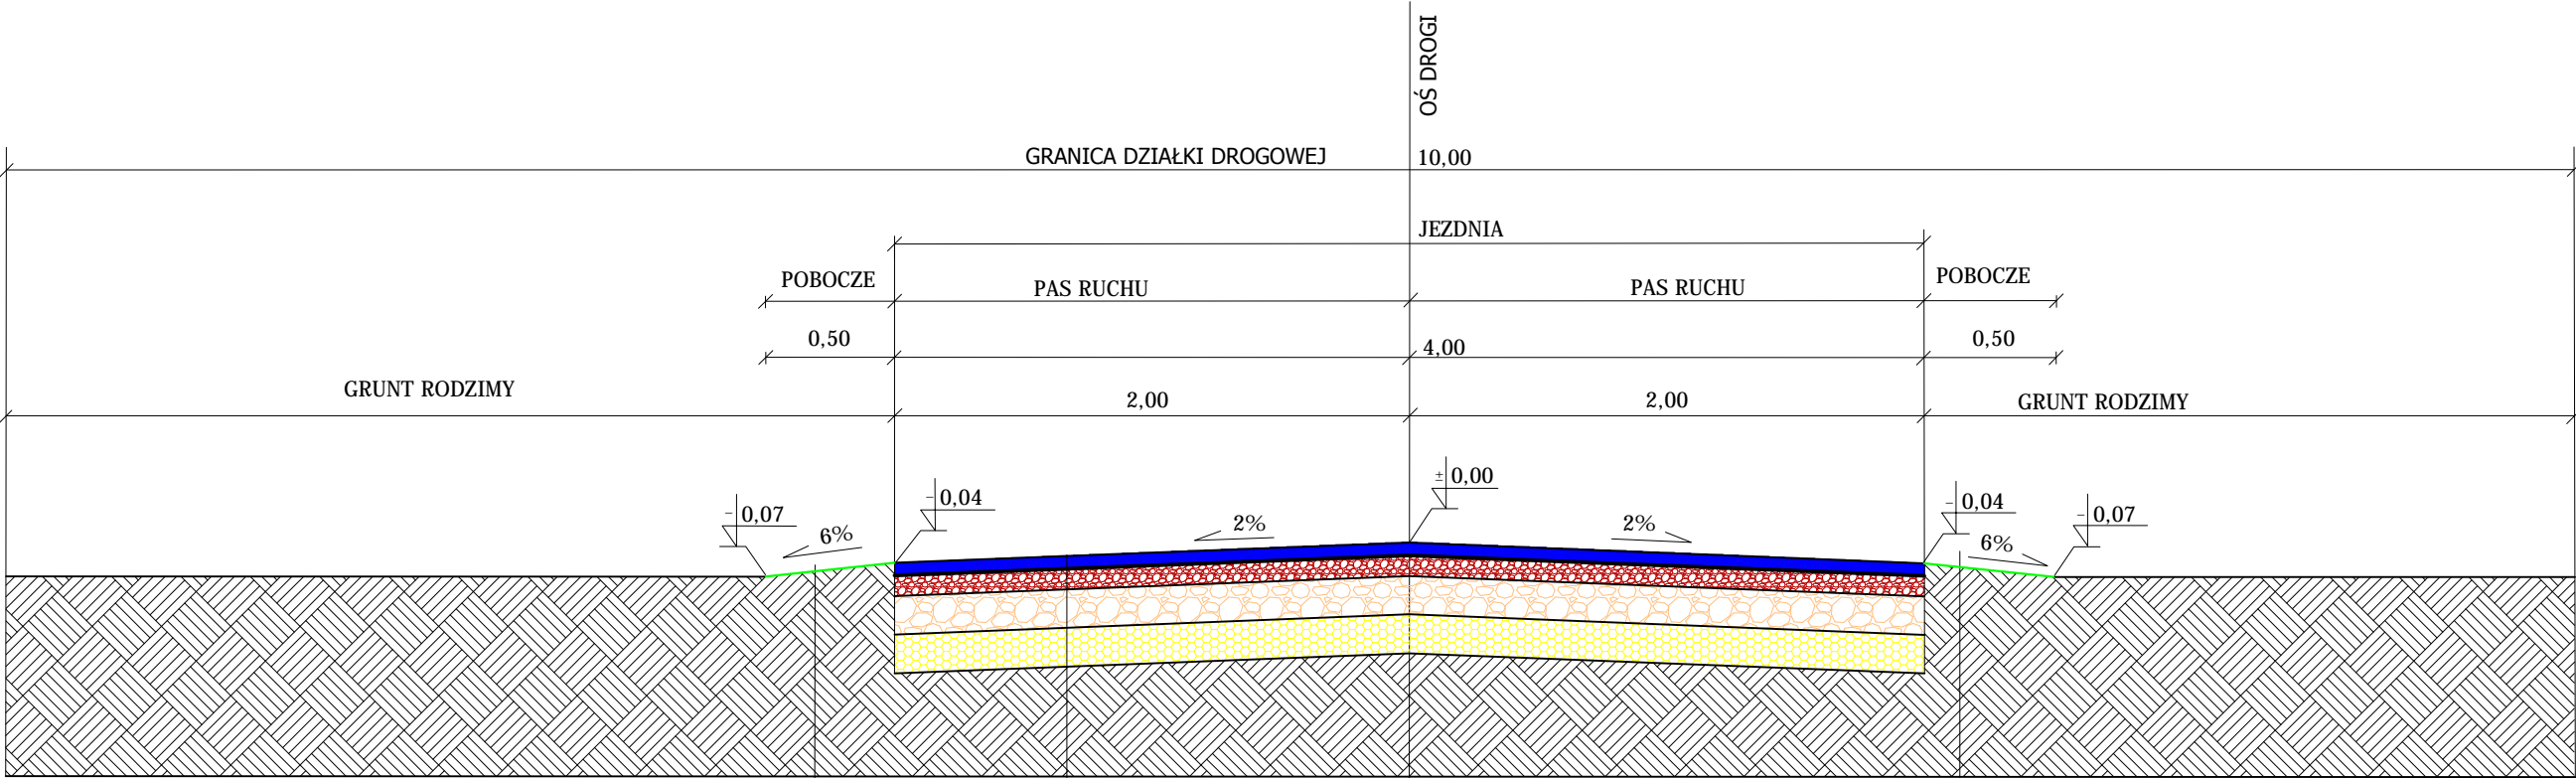 OŚ DROGI
GRANICA DZIAŁKI DROGOWEJ 10,00
JEZDNIA
POBOCZE PAS RUCHU PAS RUCHU POBOCZE
0,50 4,00 0,50
GRUNT RODZIMY 2,00 2,00 GRUNT RODZIMY
-0,07 6% -0,04 2% ±0,00 2% -0,04 6% -0,07